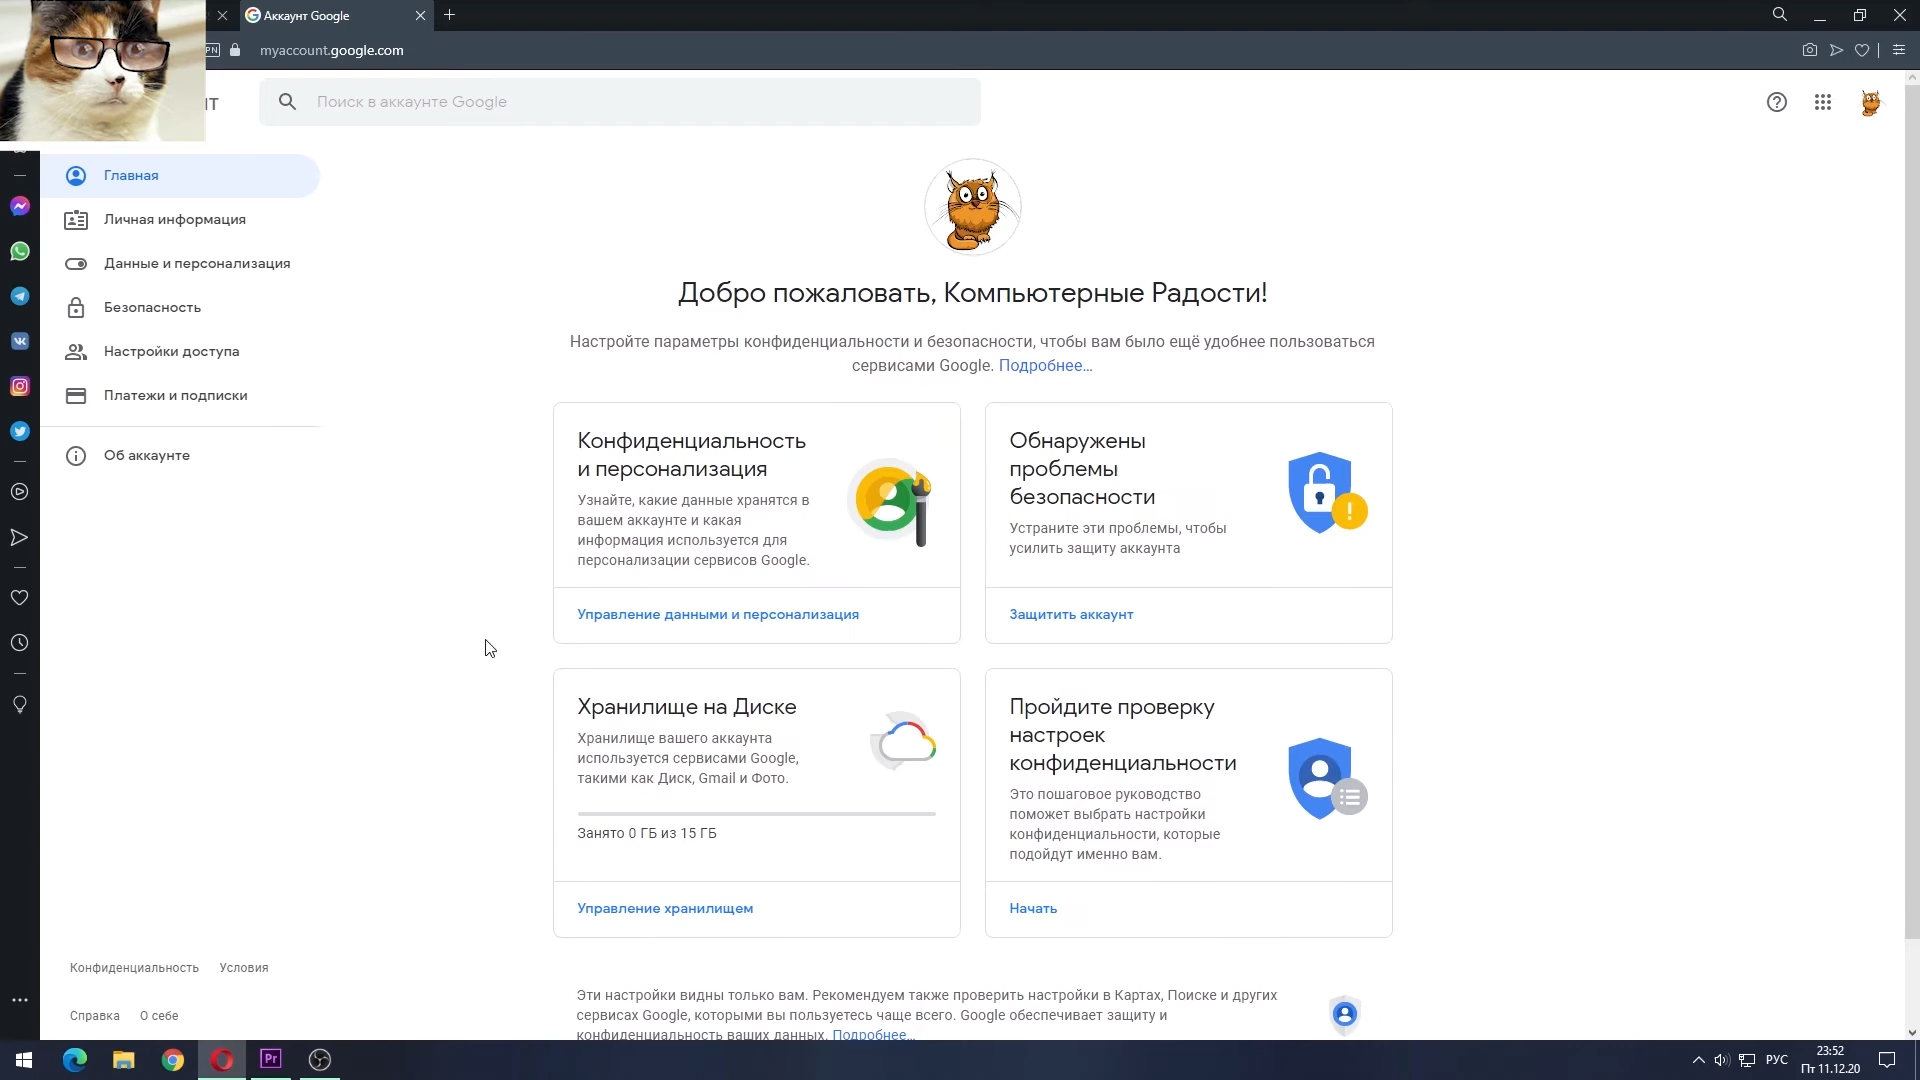 Аккаунт Google
PN
myaccount.google.com
Поиск в аккаунте Google
Главная
Личная информация
Данные и персонализация
Безопасность
Настройки доступа
Платежи и подписки
Об аккаунте
Добро пожаловать, Компьютерные Радости!
Настройте параметры конфиденциальности и безопасности, чтобы вам было ещё удобнее пользоваться
сервисами Google. Подробнее…
Конфиденциальность
и персонализация
Узнайте, какие данные хранятся в
вашем аккаунте и какая
информация используется для
персонализации сервисов Google.
Управление данными и персонализация
Обнаружены
проблемы
безопасности
Устраните эти проблемы, чтобы
усилить защиту аккаунта
Защитить аккаунт
Хранилище на Диске
Хранилище вашего аккаунта
используется сервисами Google,
такими как Диск, Gmail и Фото.
Занято 0 ГБ из 15 ГБ
Управление хранилищем
Пройдите проверку
настроек
конфиденциальности
Это пошаговое руководство
поможет выбрать настройки
конфиденциальности, которые
подойдут именно вам.
Начать
Эти настройки видны только вам. Рекомендуем также проверить настройки в Картах, Поиске и других
сервисах Google, которыми вы пользуетесь чаще всего. Google обеспечивает защиту и
конфиденциальность ваших данных. Подробнее…
Конфиденциальность Условия
Справка О себе
Pr
РУС
23:52
Пт 11.12.20